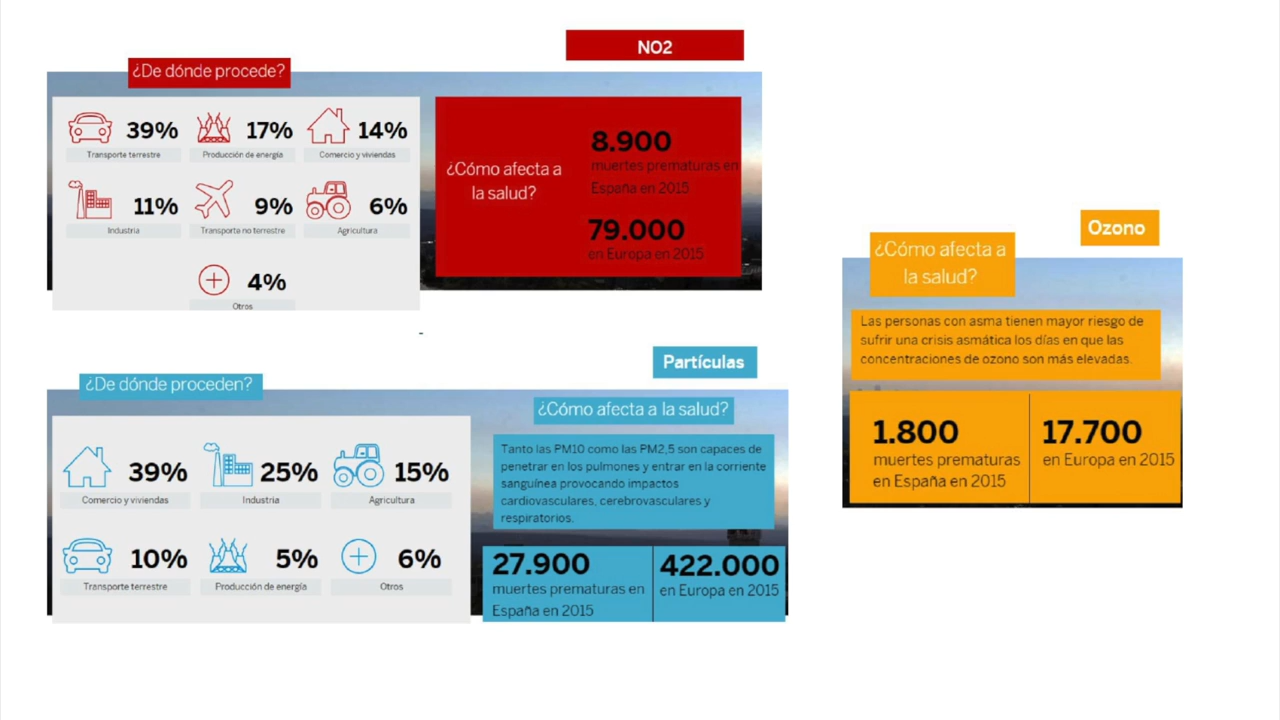 NO2
¿De dónde procede?
39%
17%
14%
Transporte terrestre
Producción de energía
Comercio y viviendas
11%
9%
6%
Industria
Transporte no terrestre
Agricultura
4%
Otros
¿Cómo afecta a
la salud?
8.900
muertes prematuras en
España en 2015
79.000
en Europa en 2015
Partículas
¿De dónde proceden?
39%
25%
15%
Comercio y viviendas
Industria
Agricultura
10%
5%
6%
Transporte terrestre
Producción de energía
Otros
¿Cómo afecta a la salud?
Tanto las PM10 como las PM2,5 son capaces de
penetrar en los pulmones y entrar en la corriente
sanguínea provocando impactos
cardiovasculares, cerebrovasculares y
respiratorios.
27.900
muertes prematuras en
España en 2015
422.000
en Europa en 2015
Ozono
¿Cómo afecta a
la salud?
Las personas con asma tienen mayor riesgo de
sufrir una crisis asmática los días en que las
concentraciones de ozono son más elevadas.
1.800
muertes prematuras
en España en 2015
17.700
en Europa en 2015